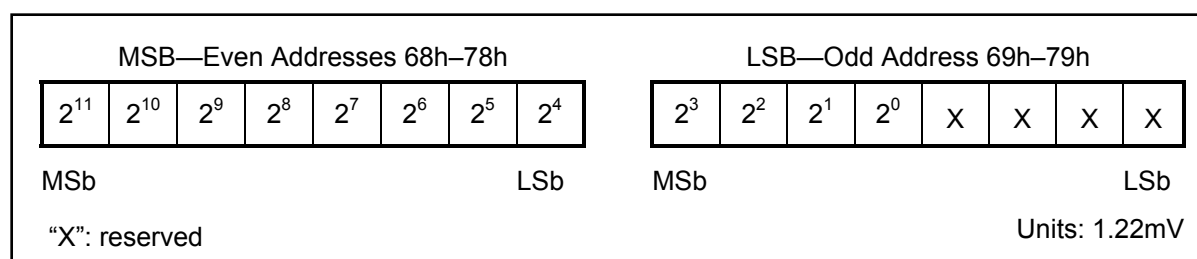 MSB—Even Addresses 68h–78h LSB—Odd Address 69h–79h
2¹¹ 2¹⁰ 2⁹ 2⁸ 2⁷ 2⁶ 2⁵ 2⁴ 2³ 2² 2¹ 2⁰ X X X X
MSb LSb MSb LSb
“X”: reserved Units: 1.22mV